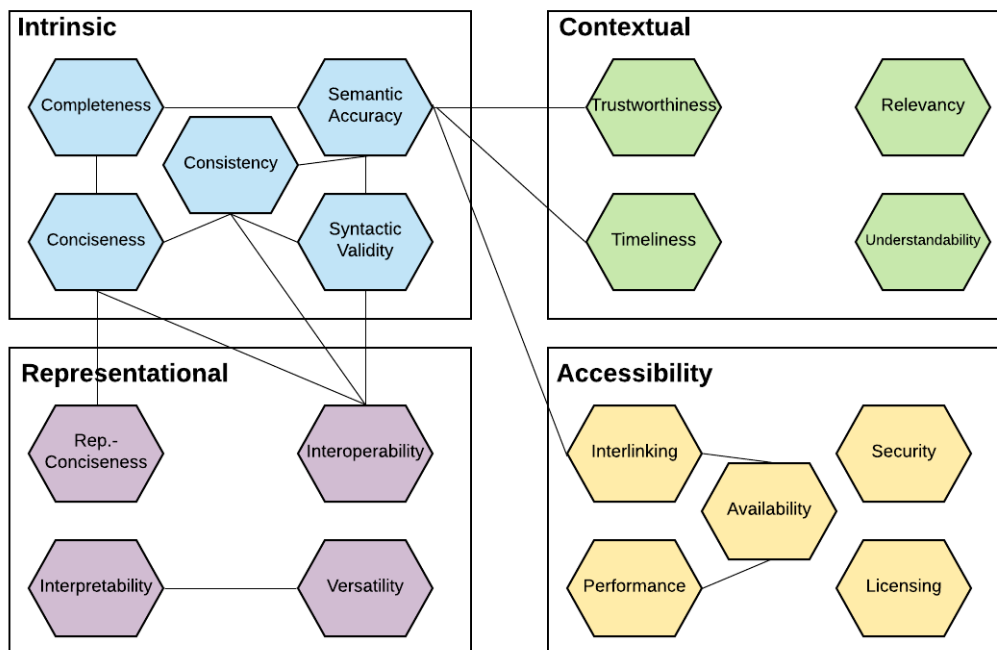 Intrinsic
Completeness
Semantic
Accuracy
Consistency
Conciseness
Syntactic
Validity
Contextual
Trustworthiness
Relevancy
Timeliness
Understandability
Representational
Rep.-
Conciseness
Interoperability
Interpretability
Versatility
Accessibility
Interlinking
Security
Availability
Performance
Licensing